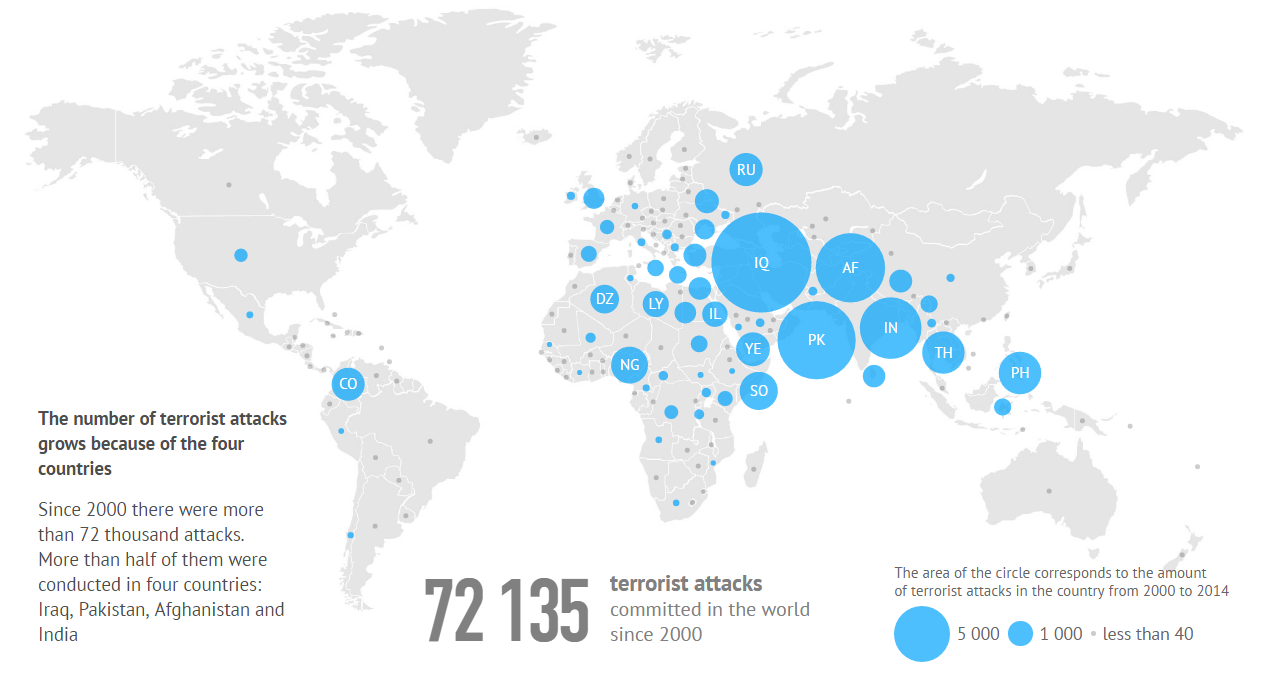 RU
IQ
AF
DZ
LY
IL
IN
PK
YE
TH
NG
PH
CO
SO
The number of terrorist attacks
grows because of the four
countries
Since 2000 there were more
than 72 thousand attacks.
More than half of them were
conducted in four countries:
Iraq, Pakistan, Afghanistan and
India
72 135
terrorist attacks
committed in the world
since 2000
The area of the circle corresponds to the amount
of terrorist attacks in the country from 2000 to 2014
5 000 1 000 less than 40